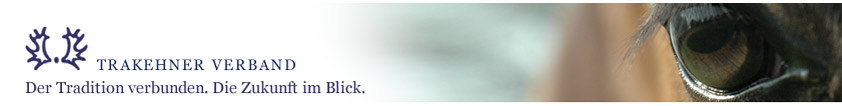 TRAKEHNER VERBAND
Der Tradition verbunden. Die Zukunft im Blick.